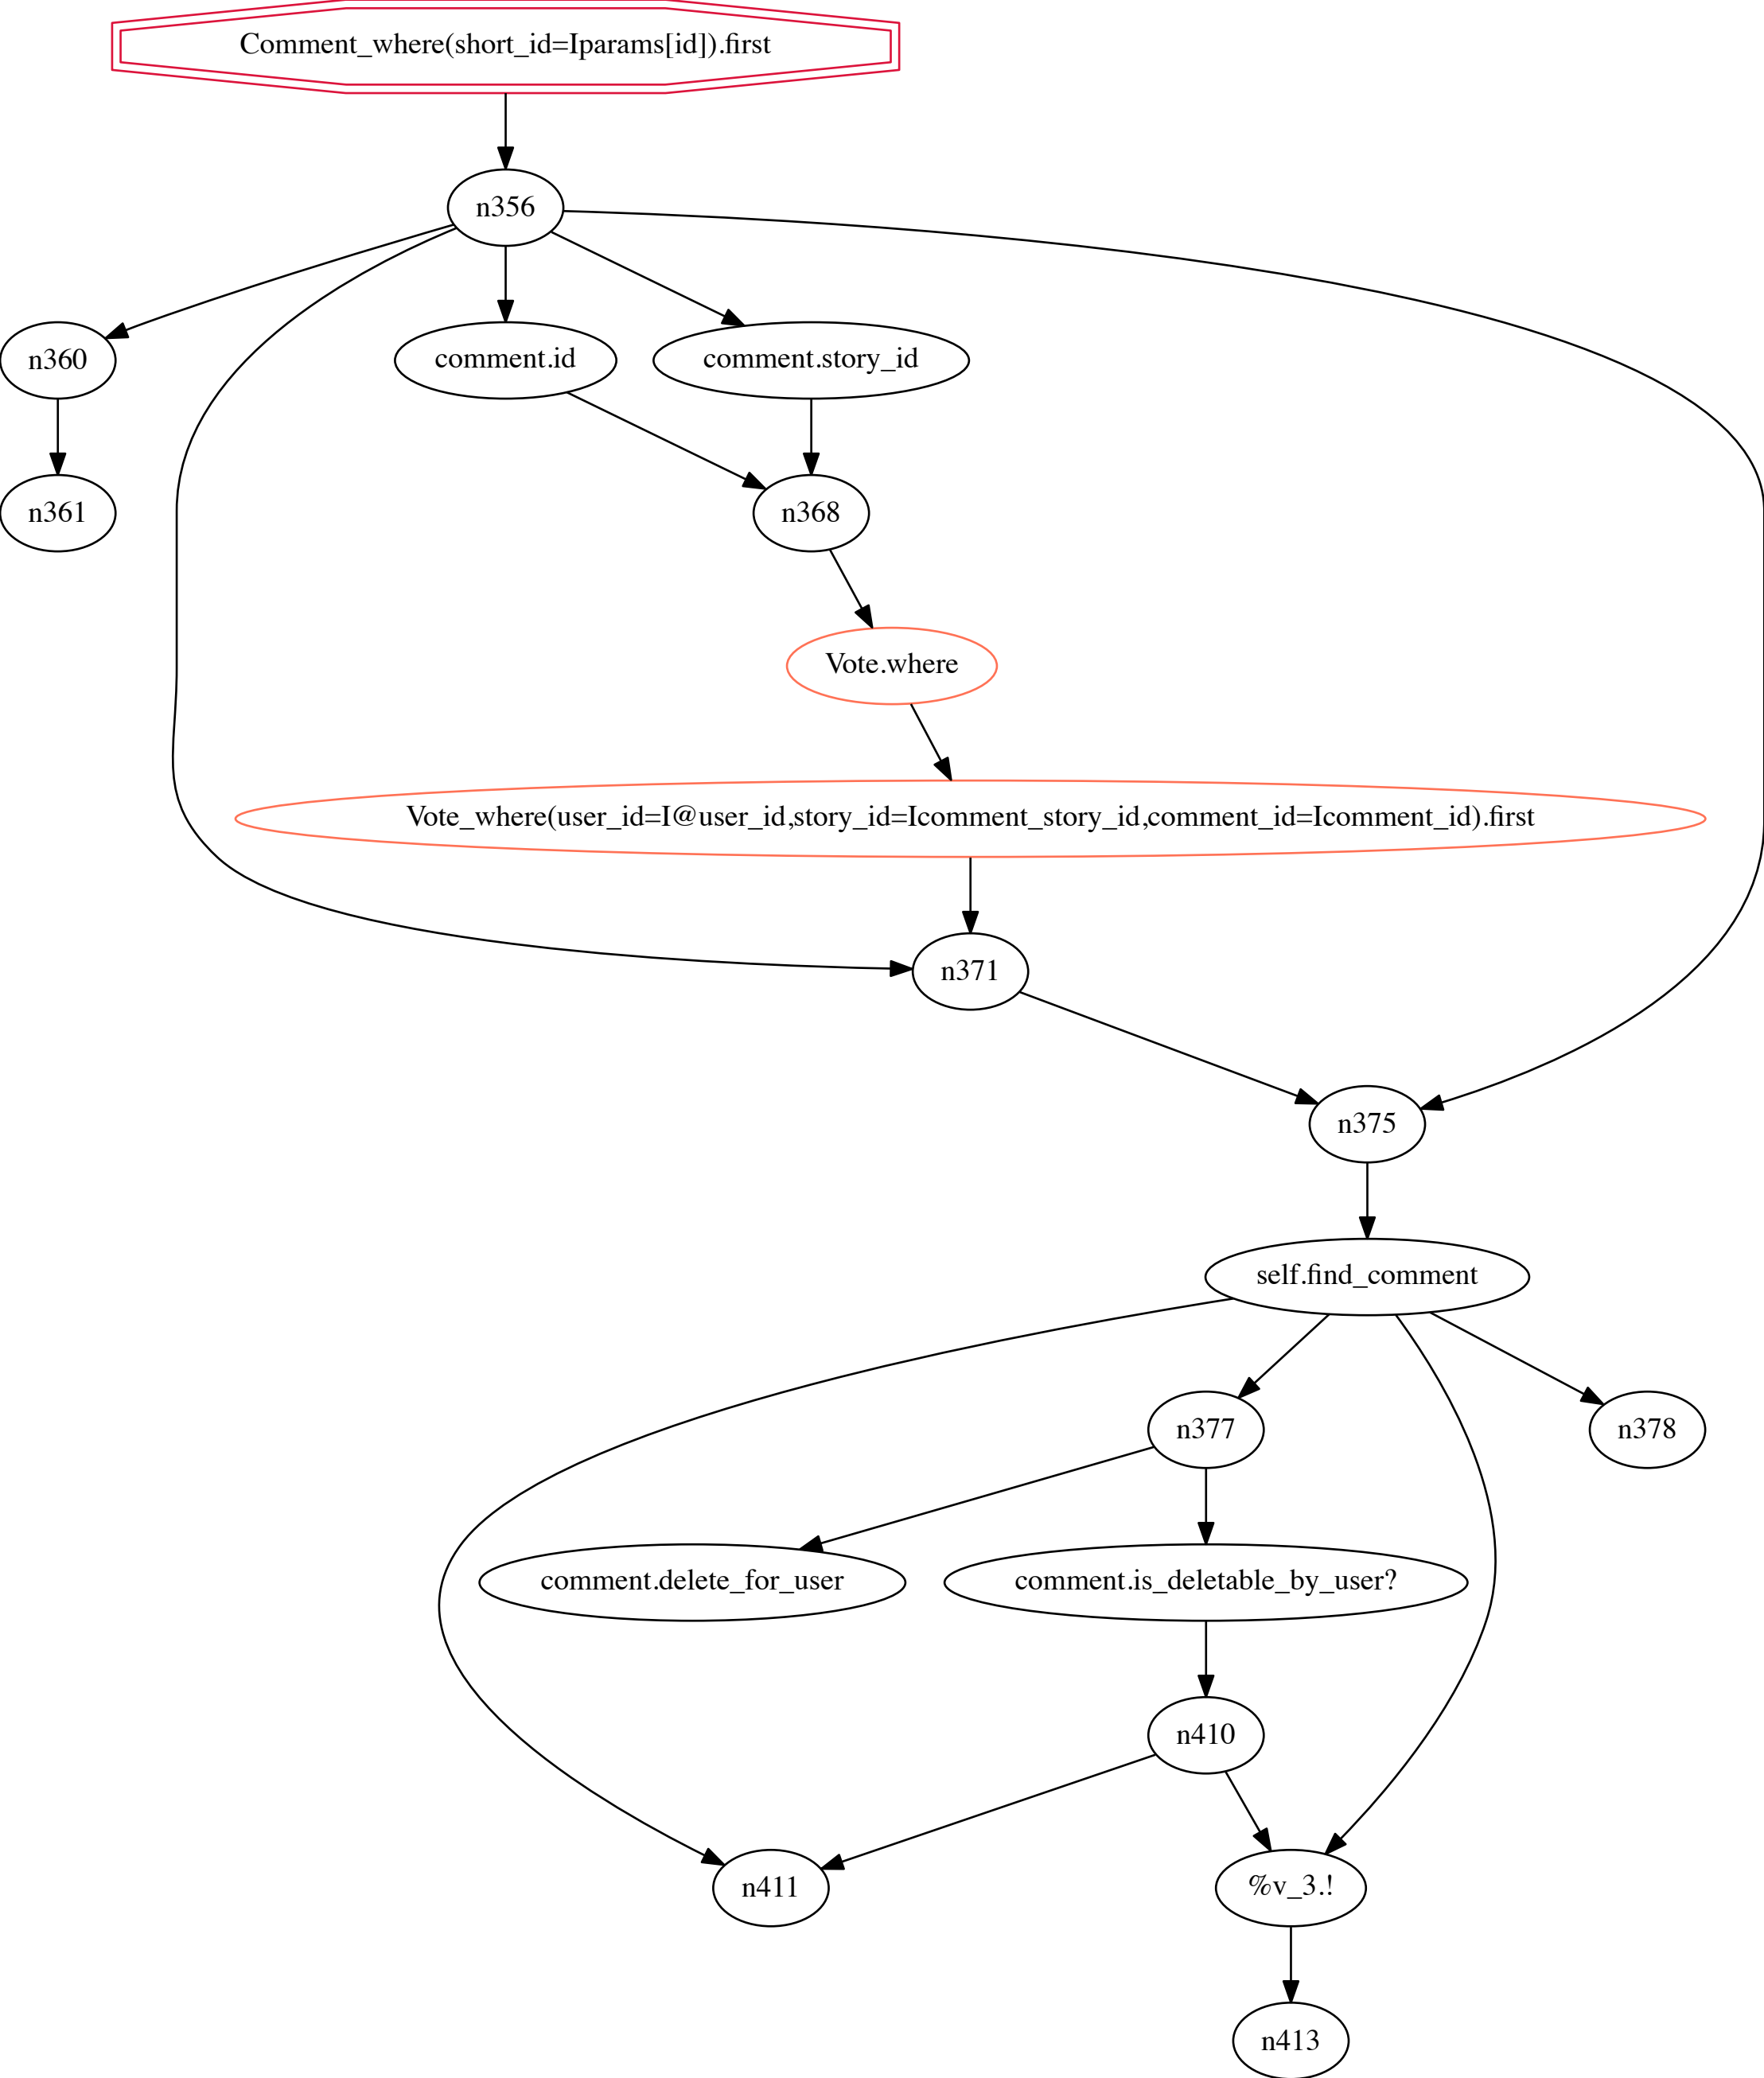 Comment_where(short_id=Iparams[id]).first
n356
n360
comment.id
comment.story_id
n361
n368
Vote.where
Vote_where(user_id=I@user_id,story_id=Icomment_story_id,comment_id=Icomment_id).first
n371
n375
self.find_comment
n377
n378
comment.delete_for_user
comment.is_deletable_by_user?
n410
n411
%v_3.!
n413